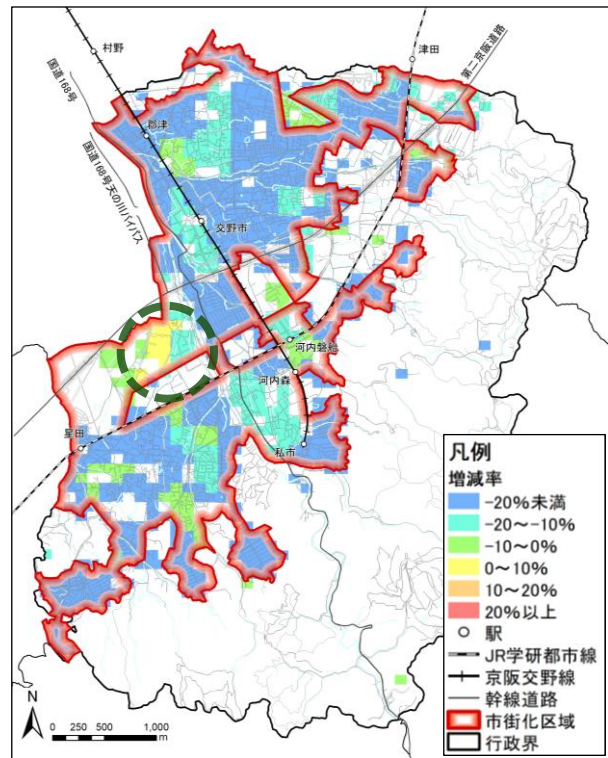 村野
津田
第二京阪道路
国道168号
郡津
国道168号天の川バイパス
交野市
河内磐船
河内森
星田
私市
凡例
増減率
-20%未満
-20～-10%
-10～0%
0～10%
10～20%
20%以上
駅
JR学研都市線
京阪交野線
幹線道路
市街化区域
行政界
N
0 250 500 1,000
m